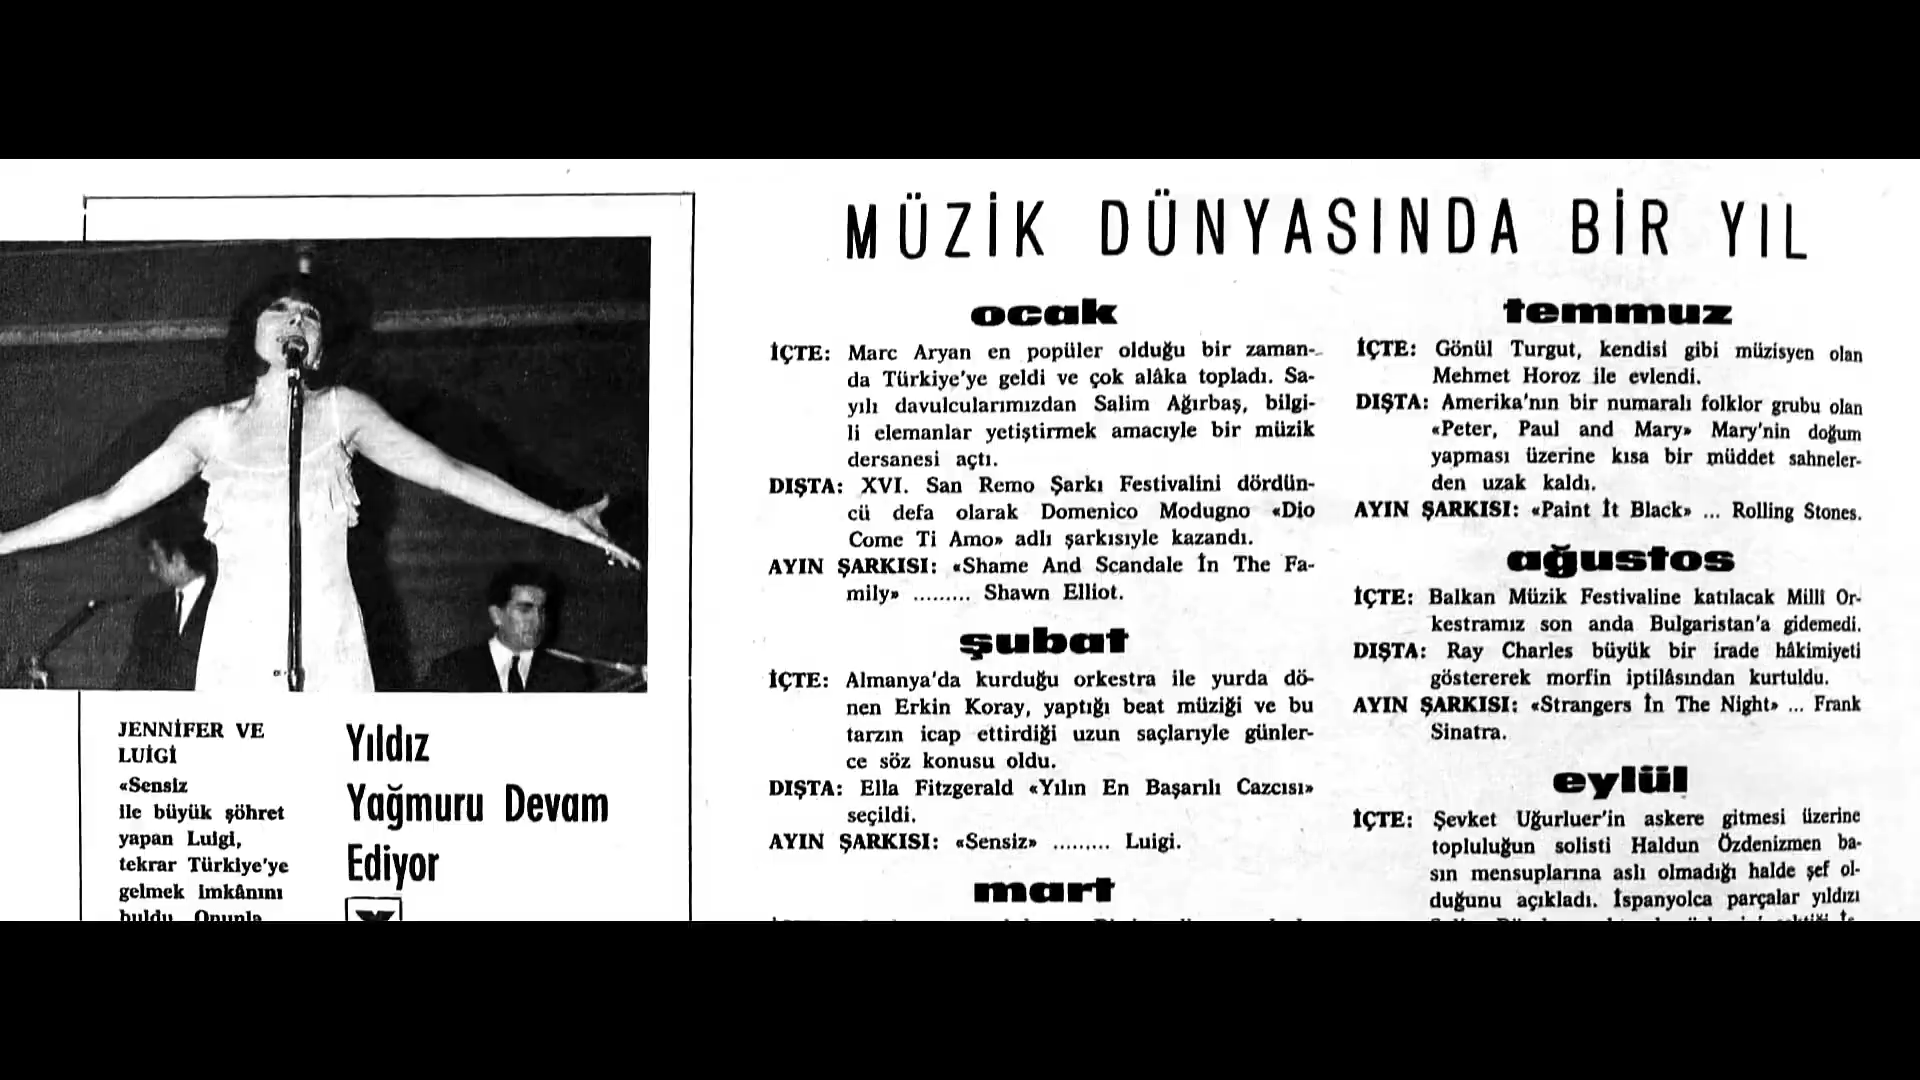 JENNİFER VE
LUİGİ
«Sensiz
ile büyük şöhret
yapan Luigi,
tekrar Türkiye'ye
gelmek imkânını
buldu. Onunla
Yıldız
Yağmuru Devam
Ediyor
MÜZİK DÜNYASINDA BİR YIL
ocak
İÇTE: Marc Aryan en popüler olduğu bir zaman-
da Türkiye'ye geldi ve çok alâka topladı. Sa-
yılı davulcularımızdan Salim Ağırbaş, bilgi-
li elemanlar yetiştirmek amacıyle bir müzik
dersanesi açtı.
DIŞTA: XVI. San Remo Şarkı Festivalini dördün-
cü defa olarak Domenico Modugno «Dio
Come Ti Amo» adlı şarkısıyle kazandı.
AYIN ŞARKISI: «Shame And Scandale İn The Fa-
mily» ......... Shawn Elliot.
şubat
İÇTE: Almanya'da kurduğu orkestra ile yurda dö-
nen Erkin Koray, yaptığı beat müziği ve bu
tarzın icap ettirdiği uzun saçlarıyle günler-
ce söz konusu oldu.
DIŞTA: Ella Fitzgerald «Yılın En Başarılı Cazcısı»
seçildi.
AYIN ŞARKISI: «Sensiz» ......... Luigi.
mart
temmuz
İÇTE: Gönül Turgut, kendisi gibi müzisyen olan
Mehmet Horoz ile evlendi.
DIŞTA: Amerika'nın bir numaralı folklor grubu olan
«Peter, Paul and Mary» Mary'nin doğum
yapması üzerine kısa bir müddet sahneler-
den uzak kaldı.
AYIN ŞARKISI: «Paint İt Black» ... Rolling Stones.
ağustos
İÇTE: Balkan Müzik Festivaline katılacak Milli Or-
kestramız son anda Bulgaristan'a gidemedi.
DIŞTA: Ray Charles büyük bir irade hâkimiyeti
göstererek morfin iptilâsından kurtuldu.
AYIN ŞARKISI: «Strangers İn The Night» ... Frank
Sinatra.
eylül
İÇTE: Şevket Uğurluer'in askere gitmesi üzerine
topluluğun solisti Haldun Özdenizmen ba-
sın mensuplarına aslı olmadığı halde şef ol-
duğunu açıkladı. İspanyolca parçalar yıldızı